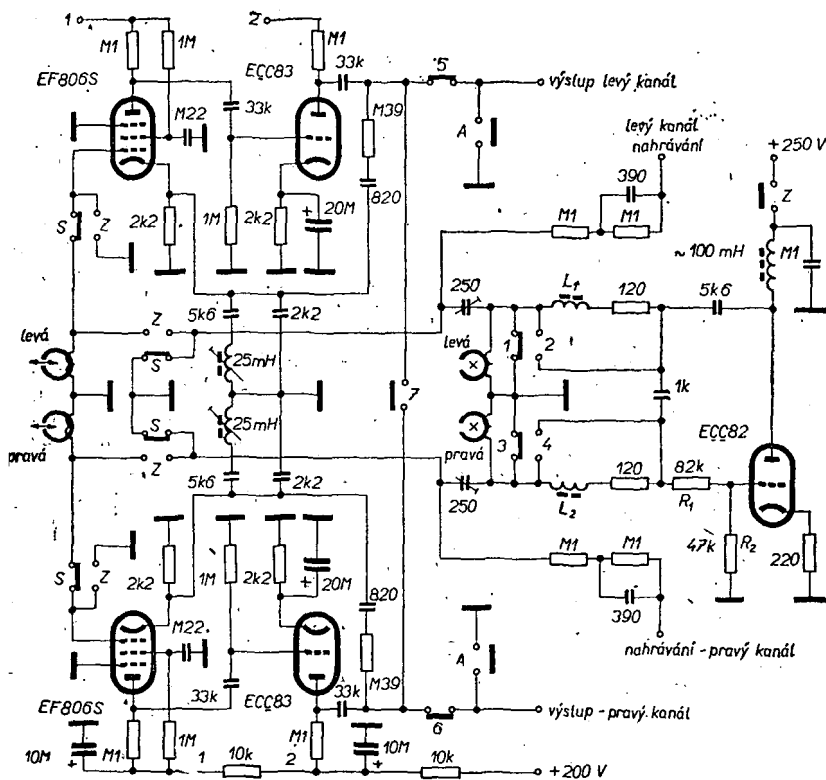 1
M1
1M
EF806S
M22
33k
2
M1
ECC83
33k
5
výstup levý kanál
A
M39
820
levý kanál
nahrávání
390
M1
M1
+ 250 V
Z
~ 100 mH
M1
S
Z
2k2
1M
2k2
+
20M
5k6
2k2
Z
levá
S
25mH
7
250
L1
120
5k6
levá
1
2
1k
pravá
S
25mH
Z
5k6
2k2
pravá
3
4
ECC82
250
L2
120
82k
R1
47k
R2
220
S
Z
2k2
1M
2k2
+
20M
820
M39
M1
M1
390
nahrávání - pravý kanál
M22
A
33k
ECC83
33k
6
výstup - pravý kanál
EF806S
10M
+
M1
1M
1
10k
2
M1
10M
+
10k
+ 200 V